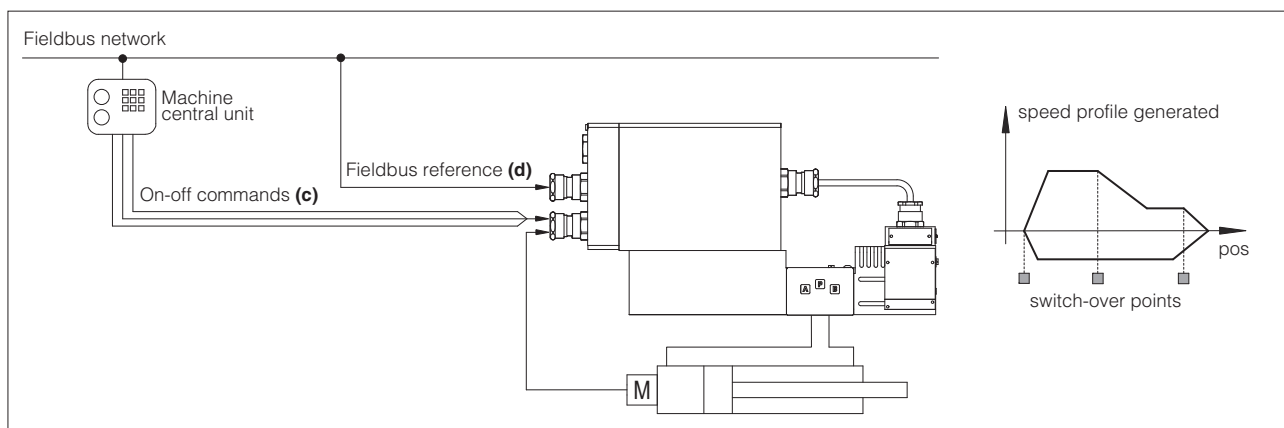 Fieldbus network
Machine
central unit
speed profile generated
Fieldbus reference (d)
On-off commands (c)
pos
A P B
switch-over points
M